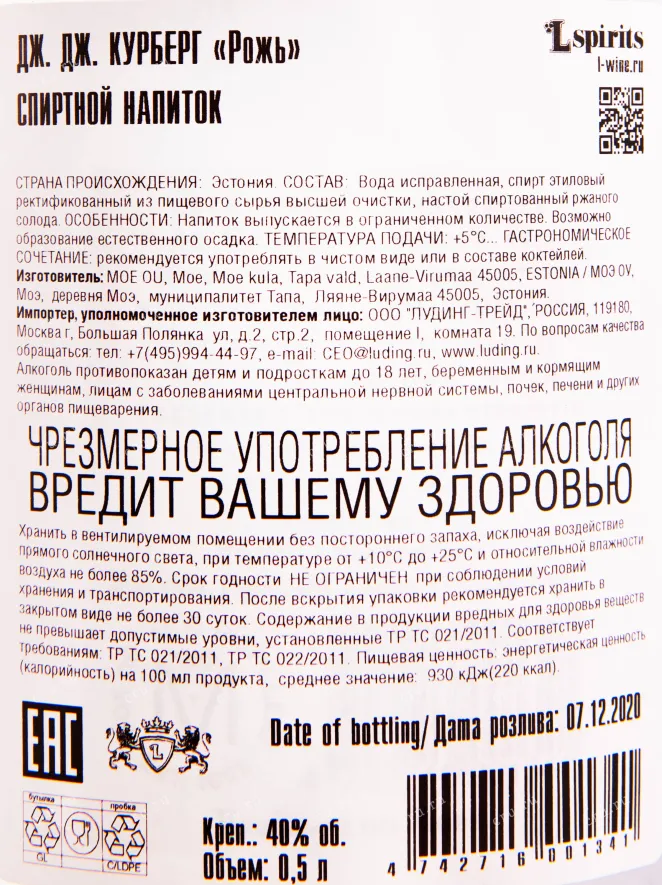 ДЖ. ДЖ. КУРБЕРГ «Рожь»
СПИРТНОЙ НАПИТОК
Lspirits
l-wine.ru
СТРАНА ПРОИСХОЖДЕНИЯ: Эстония. СОСТАВ: Вода исправленная, спирт этиловый
ректификованный из пищевого сырья высшей очистки, настой спиртованный ржаного
солода. ОСОБЕННОСТИ: Напиток выпускается в ограниченном количестве. Возможно
образование естественного осадка. ТЕМПЕРАТУРА ПОДАЧИ: +5°С... ГАСТРОНОМИЧЕСКОЕ
СОЧЕТАНИЕ: рекомендуется употреблять в чистом виде или в составе коктейлей.
Изготовитель: MOE OU, Moe, Moe kula, Tapa vald, Laane-Virumaa 45005, ESTONIA / МОЭ ОУ,
Моэ, деревня Моэ, муниципалитет Тапа, Ляяне-Вирумаа 45005, Эстония.
Импортер, уполномоченное изготовителем лицо: ООО "ЛУДИНГ-ТРЕЙД", РОССИЯ, 119180,
Москва г, Большая Полянка ул, д.2, стр.2, помещение I, комната 19. По вопросам качества
обращаться: тел: +7(495)994-44-97, e-mail: CEO@luding.ru, www.luding.ru.
Алкоголь противопоказан детям и подросткам до 18 лет, беременным и кормящим
женщинам, лицам с заболеваниями центральной нервной системы, почек, печени и других
органов пищеварения.
ЧРЕЗМЕРНОЕ УПОТРЕБЛЕНИЕ АЛКОГОЛЯ
ВРЕДИТ ВАШЕМУ ЗДОРОВЬЮ
Хранить в вентилируемом помещении без постороннего запаха, исключая воздействие
прямого солнечного света, при температуре от +10°С до +25°С и относительной влажности
воздуха не более 85%. Срок годности НЕ ОГРАНИЧЕН при соблюдении условий
хранения и транспортирования. После вскрытия упаковки рекомендуется хранить в
закрытом виде не более 30 суток. Содержание в продукции вредных для здоровья веществ
не превышает допустимые уровни, установленные ТР ТС 021/2011. Соответствует
требованиям: ТР ТС 021/2011, ТР ТС 022/2011. Пищевая ценность: энергетическая ценность
(калорийность) на 100 мл продукта, среднее значение: 930 кДж(220 ккал).
ЕАС
L
Date of bottling/ Дата розлива: 07.12.2020
бутылка
пробка
GL
C/LDPE
Креп.: 40% об.
Объем: 0,5 л
4 742716 001341